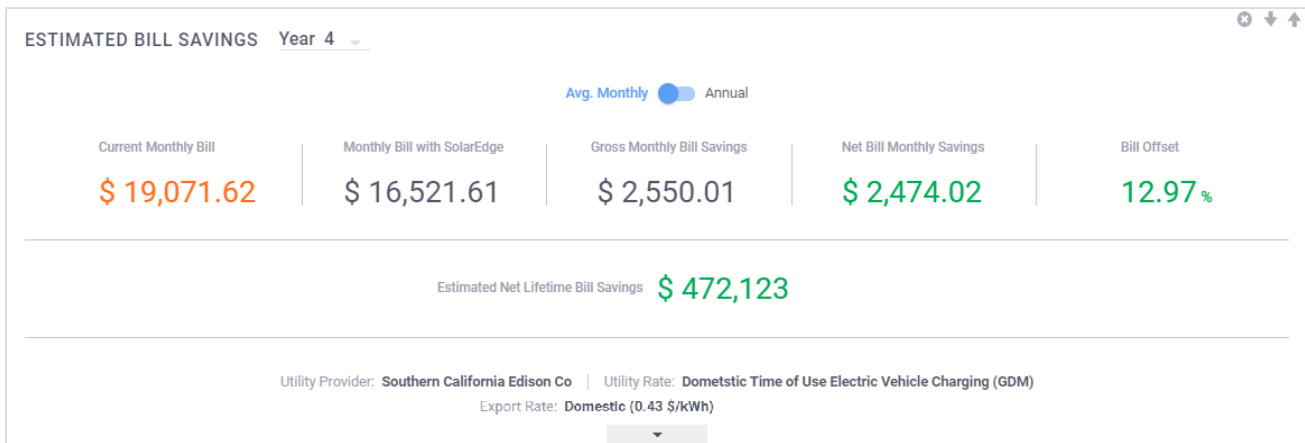 ESTIMATED BILL SAVINGS Year 4
Avg. Monthly Annual
Current Monthly Bill Monthly Bill with SolarEdge Gross Monthly Bill Savings Net Bill Monthly Savings Bill Offset
$ 19,071.62 $ 16,521.61 $ 2,550.01 $ 2,474.02 12.97 %
Estimated Net Lifetime Bill Savings $ 472,123
Utility Provider: Southern California Edison Co | Utility Rate: Dometstic Time of Use Electric Vehicle Charging (GDM)
Export Rate: Domestic (0.43 $/kWh)